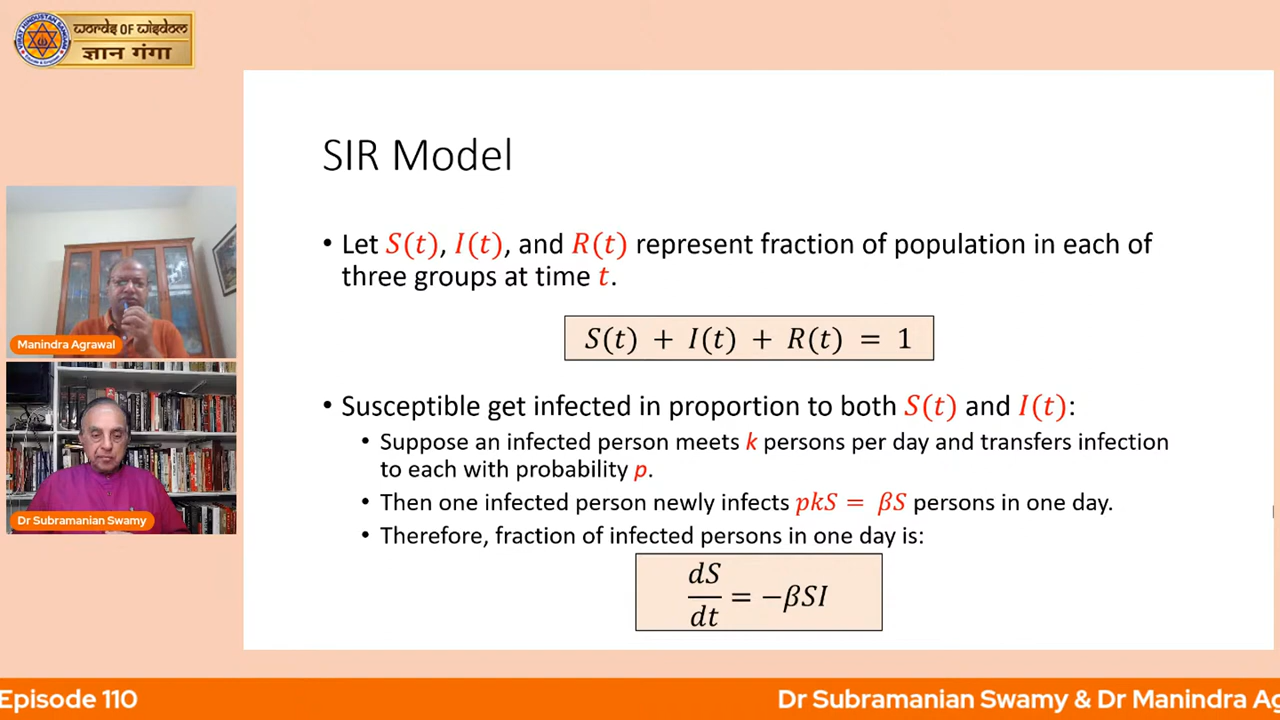 VIRAT HINDUSTAN SANGAM
words of wisdom
ज्ञान गंगा
SIR Model
• Let S(t), I(t), and R(t) represent fraction of population in each of
three groups at time t.
S(t) + I(t) + R(t) = 1
• Susceptible get infected in proportion to both S(t) and I(t):
• Suppose an infected person meets k persons per day and transfers infection
to each with probability p.
• Then one infected person newly infects pkS = βS persons in one day.
• Therefore, fraction of infected persons in one day is:
dS/dt = −βSI
Manindra Agrawal
Dr Subramanian Swamy
Episode 110
Dr Subramanian Swamy & Dr Manindra Ag